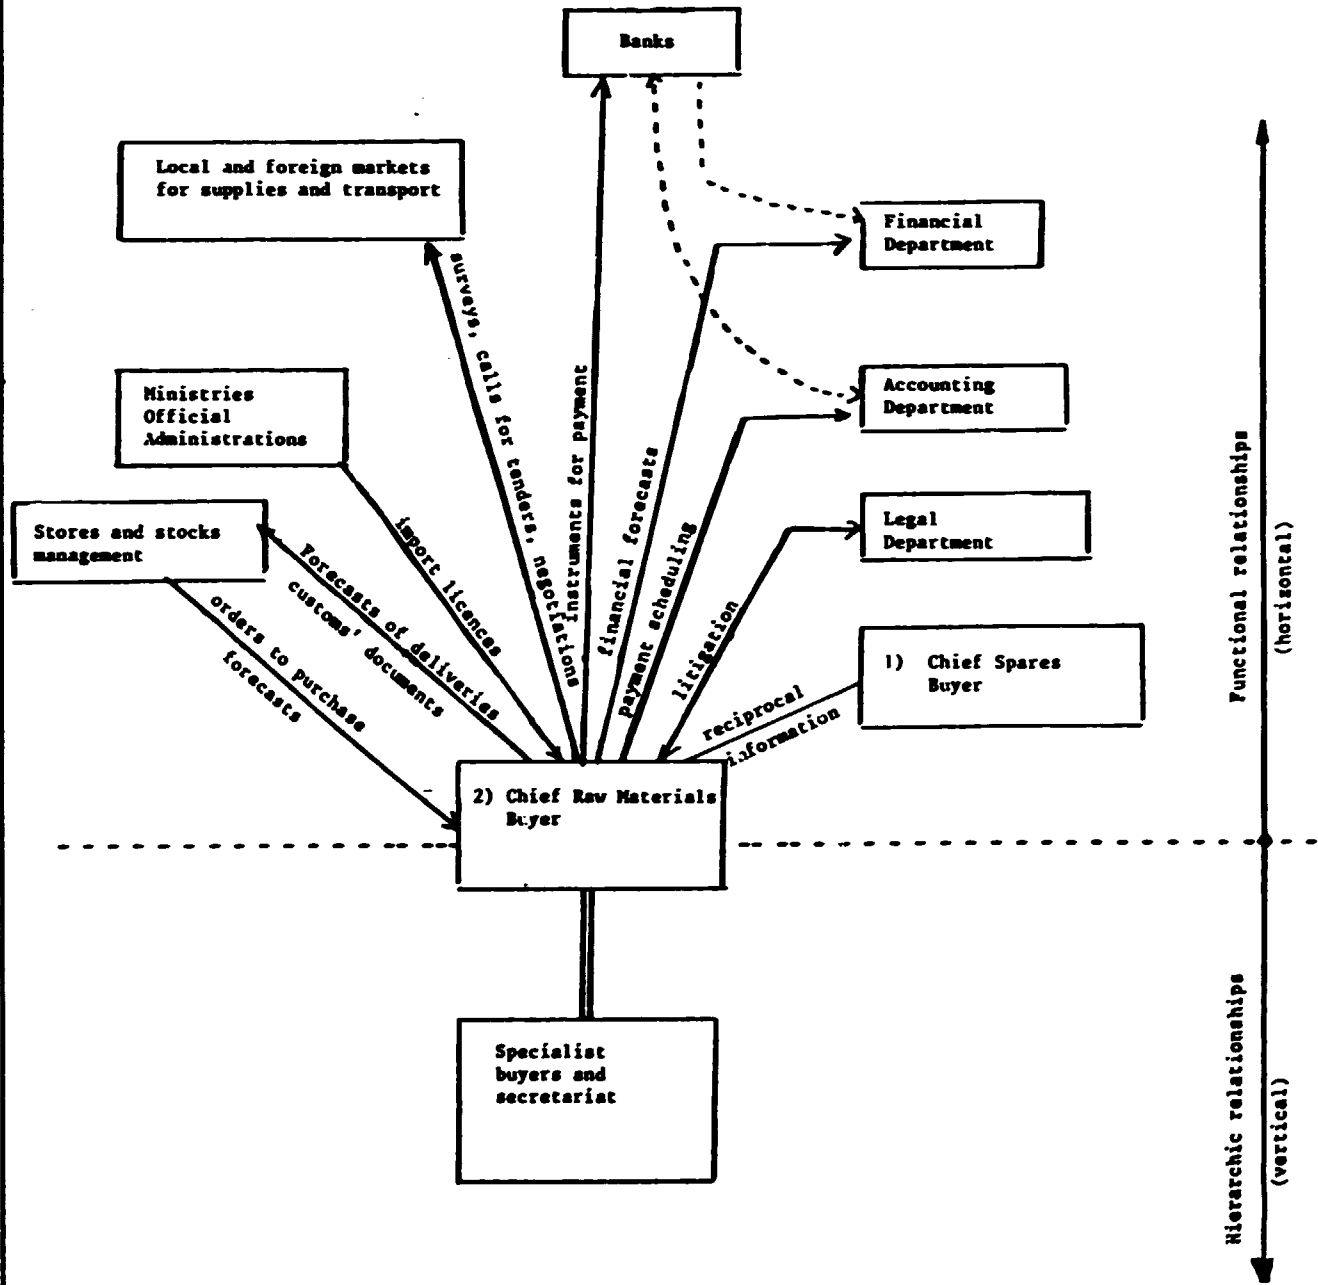 Banks
Local and foreign markets
for supplies and transport
Financial
Department
surveys, calls for tenders, negotiations
instruments for payment
financial forecasts
Ministries
Official
Administrations
Accounting
Department
payment scheduling
import licences
Stores and stocks
management
Legal
Department
Forecasts of deliveries
customs' documents
litigation
orders to purchase
forecasts
1) Chief Spares
Buyer
reciprocal
information
2) Chief Raw Materials
Buyer
Specialist
buyers and
secretariat
Functional relationships
(horizontal)
Hierarchic relationships
(vertical)